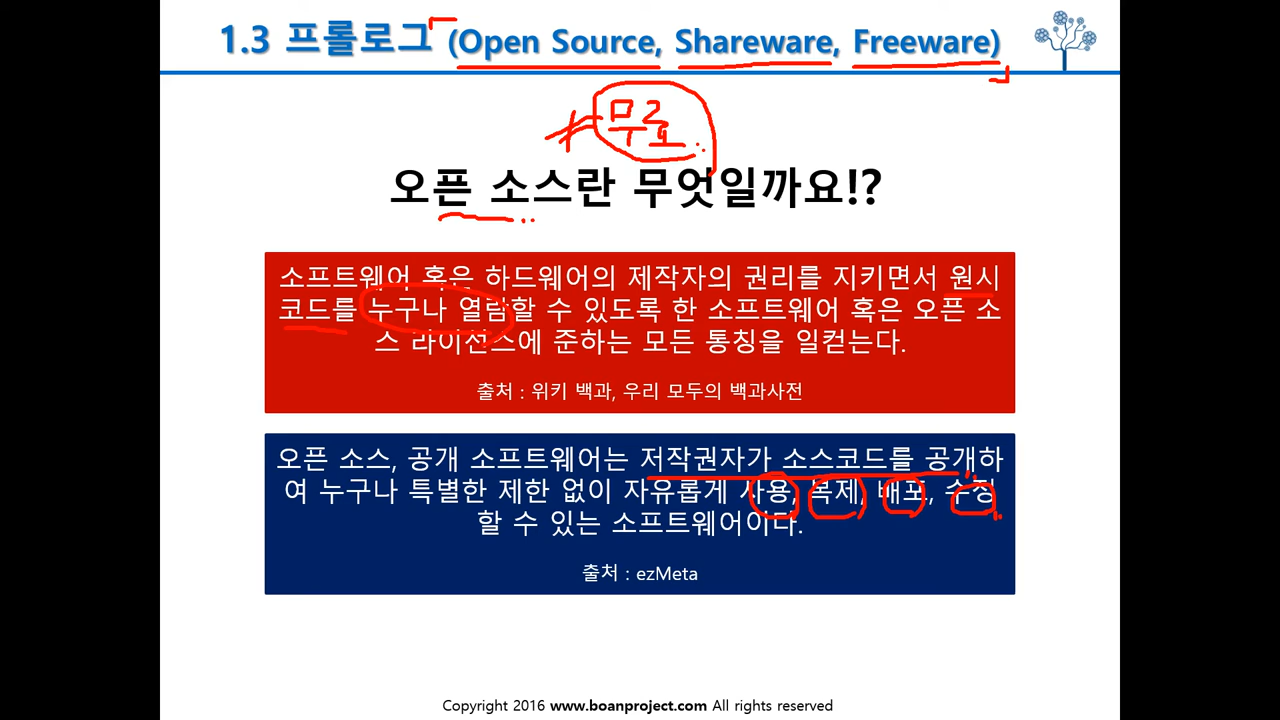 1.3 프롤로그 (Open Source, Shareware, Freeware)
무료
오픈 소스란 무엇일까요!?
소프트웨어 혹은 하드웨어의 제작자의 권리를 지키면서 원시
코드를 누구나 열람할 수 있도록 한 소프트웨어 혹은 오픈 소
스 라이선스에 준하는 모든 통칭을 일컫는다.
출처 : 위키 백과, 우리 모두의 백과사전
오픈 소스, 공개 소프트웨어는 저작권자가 소스코드를 공개하
여 누구나 특별한 제한 없이 자유롭게 사용, 복제, 배포, 수정
할 수 있는 소프트웨어이다.
출처 : ezMeta
Copyright 2016 www.boanproject.com All rights reserved